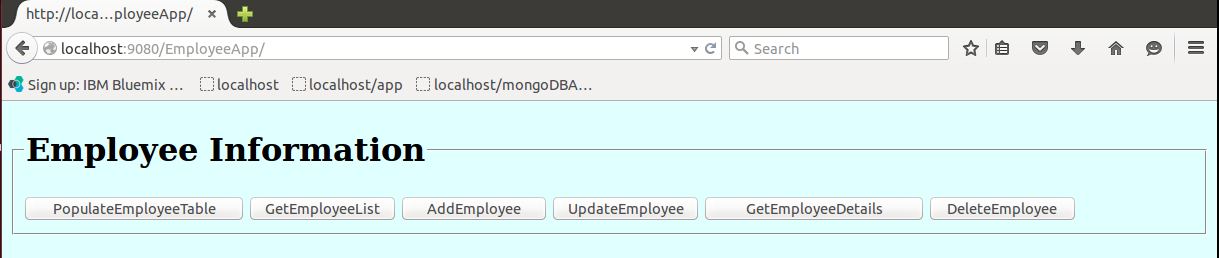 http://loca...ployeeApp/
localhost:9080/EmployeeApp/ Search
Sign up: IBM Bluemix ... localhost localhost/app localhost/mongoDBA...
Employee Information
PopulateEmployeeTable GetEmployeeList AddEmployee UpdateEmployee GetEmployeeDetails DeleteEmployee